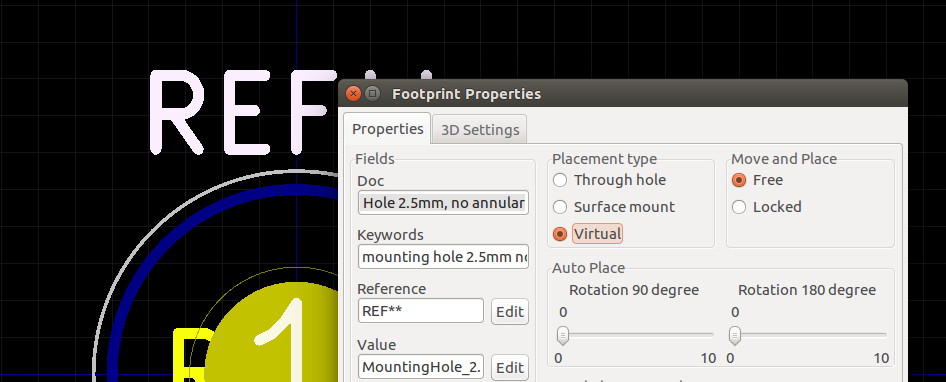 REF**
Footprint Properties
Properties
3D Settings
Fields
Placement type
Move and Place
Doc
Hole 2.5mm, no annular
Through hole
Free
Surface mount
Locked
Keywords
mounting hole 2.5mm no
Virtual
Auto Place
Reference
Rotation 90 degree
Rotation 180 degree
REF**
Edit
0
0
Value
0
10
0
10
MountingHole_2.
Edit
1